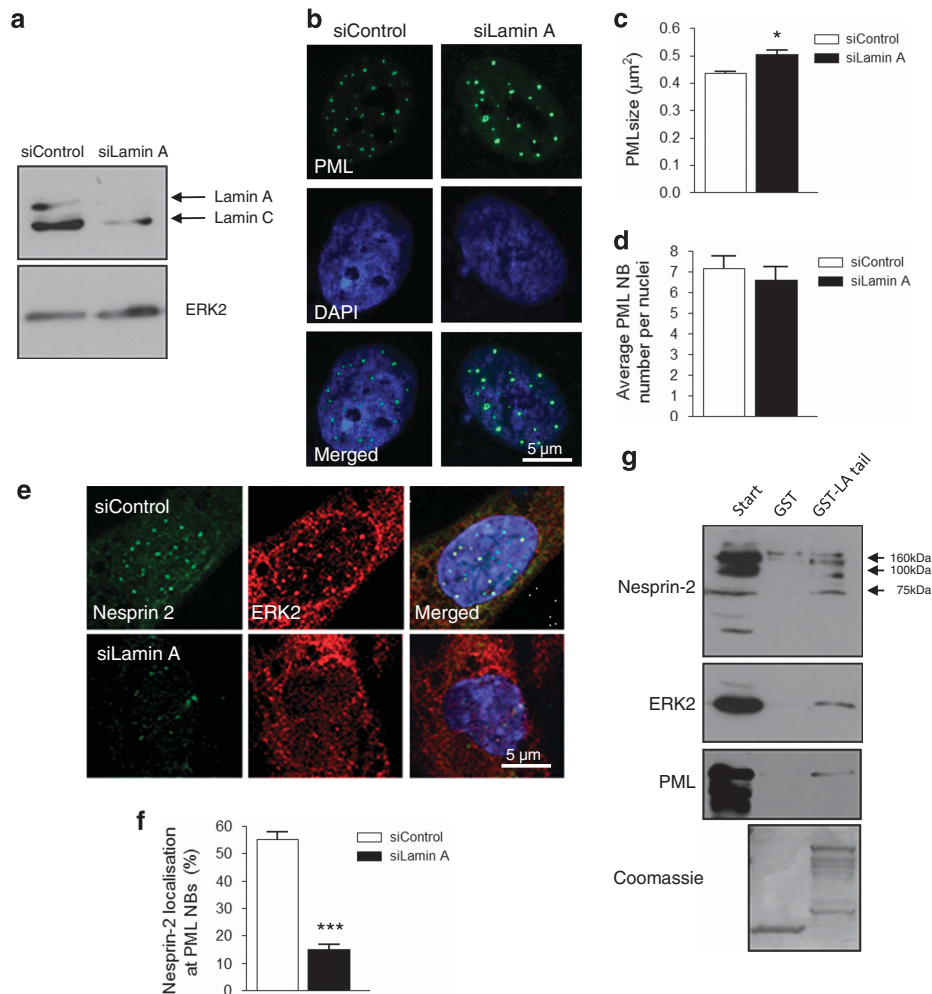 a
siControl siLamin A
Lamin A
Lamin C
ERK2
b
siControl siLamin A
PML
DAPI
Merged
5 μm
c
PMLsize (μm²)
0.6
0.5
0.4
0.3
0.2
0.1
0.0
*
siControl
siLamin A
d
Average PML NB
number per nuclei
8
7
6
5
4
3
2
1
0
siControl
siLamin A
e
siControl
Nesprin 2
ERK2
Merged
siLamin A
5 μm
f
Nesprin-2 localisation
at PML NBs (%)
60
50
40
30
20
10
0
***
siControl
siLamin A
g
Start GST GST-LA tail
Nesprin-2
160kDa
100kDa
75kDa
ERK2
PML
Coomassie